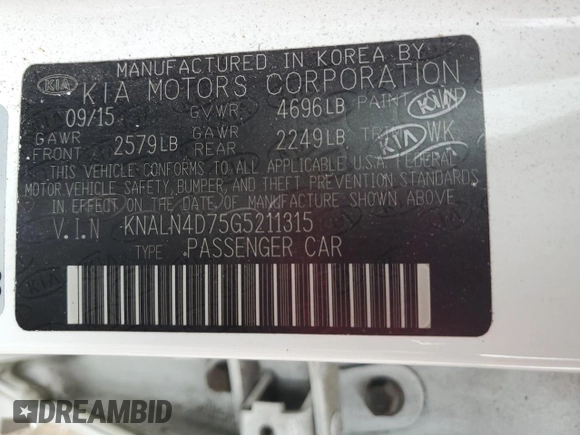 MANUFACTURED IN KOREA BY
KIA KIA MOTORS CORPORATION
09/15 GVWR 4696LB PAINT
GAWR FRONT 2579LB GAWR REAR 2249LB WK
THIS VEHICLE CONFORMS TO ALL APPLICABLE U.S.A. FEDERAL
MOTOR VEHICLE SAFETY, BUMPER, AND THEFT PREVENTION STANDARDS
IN EFFECT ON THE DATE OF MANUFACTURE SHOWN ABOVE
V.I.N KNALN4D75G5211315
TYPE PASSENGER CAR
DREAMBID